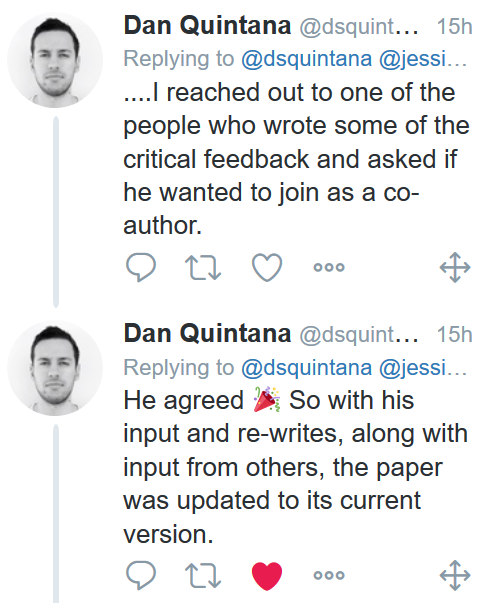 Dan Quintana @dsquint... 15h
Replying to @dsquintana @jessi...
....I reached out to one of the
people who wrote some of the
critical feedback and asked if
he wanted to join as a co-
author.
Dan Quintana @dsquint... 15h
Replying to @dsquintana @jessi...
He agreed 🎉 So with his
input and re-writes, along with
input from others, the paper
was updated to its current
version.